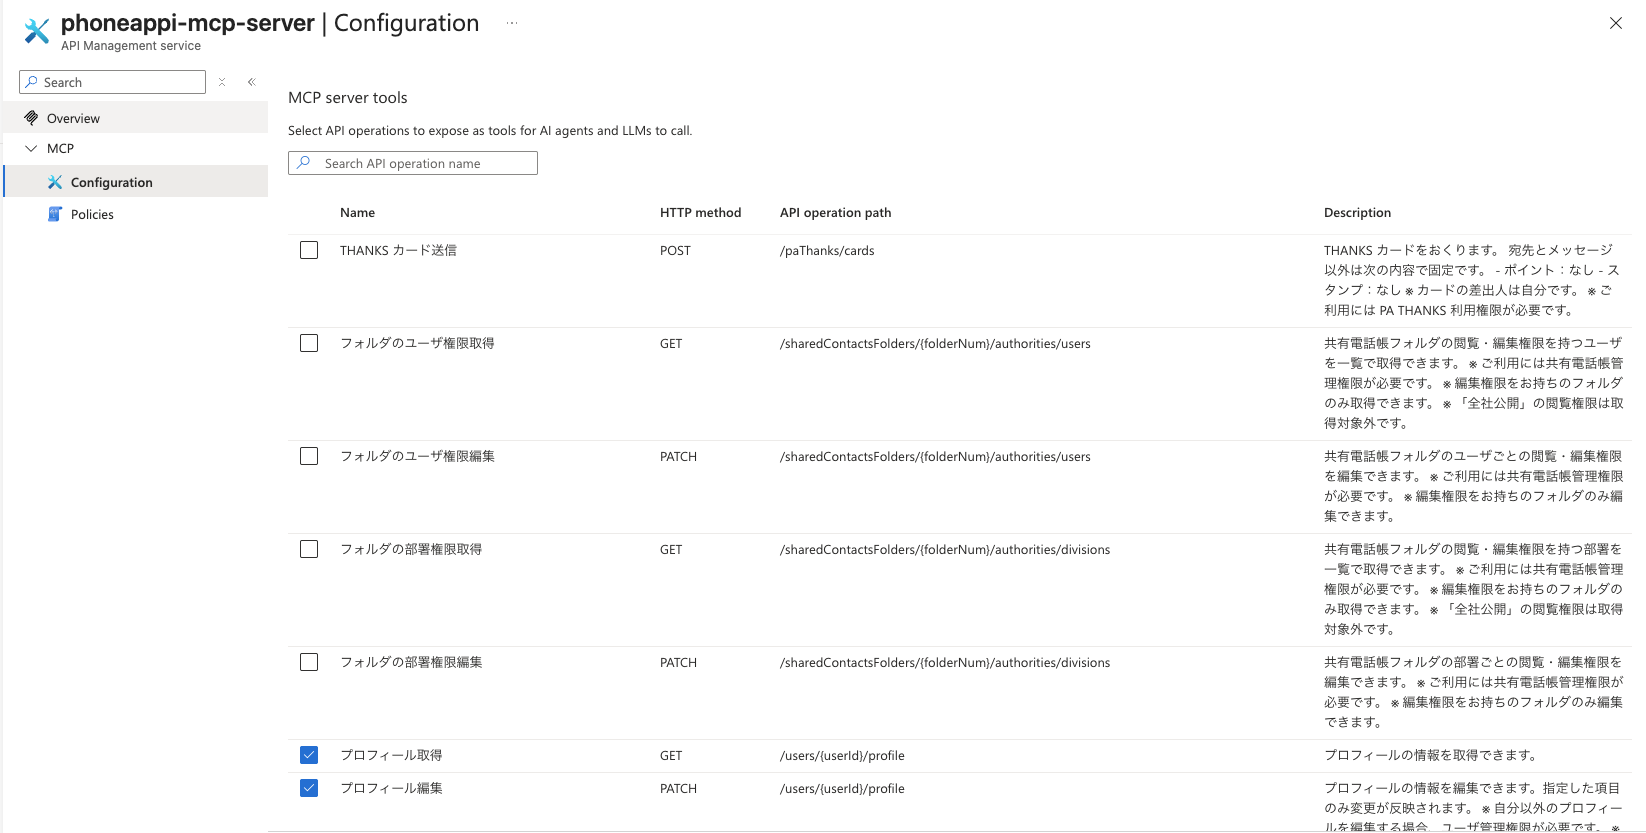 phoneappi-mcp-server | Configuration ...
API Management service
Search
Overview
MCP
Configuration
Policies
MCP server tools
Select API operations to expose as tools for AI agents and LLMs to call.
Search API operation name
Name HTTP method API operation path Description
THANKS カード送信 POST /paThanks/cards
THANKS カードをおくります。 宛先とメッセージ
以外は次の内容で固定です。 - ポイント：なし - ス
タンプ：なし ※ カードの差出人は自分です。 ※ ご
利用には PA THANKS 利用権限が必要です。
フォルダのユーザ権限取得 GET /sharedContactsFolders/{folderNum}/authorities/users
共有電話帳フォルダの閲覧・編集権限を持つユーザ
を一覧で取得できます。 ※ ご利用には共有電話帳管
理権限が必要です。 ※ 編集権限をお持ちのフォルダ
のみ取得できます。 ※ 「全社公開」の閲覧権限は取
得対象外です。
フォルダのユーザ権限編集 PATCH /sharedContactsFolders/{folderNum}/authorities/users
共有電話帳フォルダのユーザごとの閲覧・編集権限
を編集できます。 ※ ご利用には共有電話帳管理権限
が必要です。 ※ 編集権限をお持ちのフォルダのみ編
集できます。
フォルダの部署権限取得 GET /sharedContactsFolders/{folderNum}/authorities/divisions
共有電話帳フォルダの閲覧・編集権限を持つ部署を
一覧で取得できます。 ※ ご利用には共有電話帳管理
権限が必要です。 ※ 編集権限をお持ちのフォルダの
み取得できます。 ※ 「全社公開」の閲覧権限は取得
対象外です。
フォルダの部署権限編集 PATCH /sharedContactsFolders/{folderNum}/authorities/divisions
共有電話帳フォルダの部署ごとの閲覧・編集権限を
編集できます。 ※ ご利用には共有電話帳管理権限が
必要です。 ※ 編集権限をお持ちのフォルダのみ編集
できます。
プロフィール取得 GET /users/{userId}/profile プロフィールの情報を取得できます。
プロフィール編集 PATCH /users/{userId}/profile
プロフィールの情報を編集できます。指定した項目
のみ変更が反映されます。 ※ 自分以外のプロフィー
ルを編集する場合、ユーザ管理権限が必要です。 ※